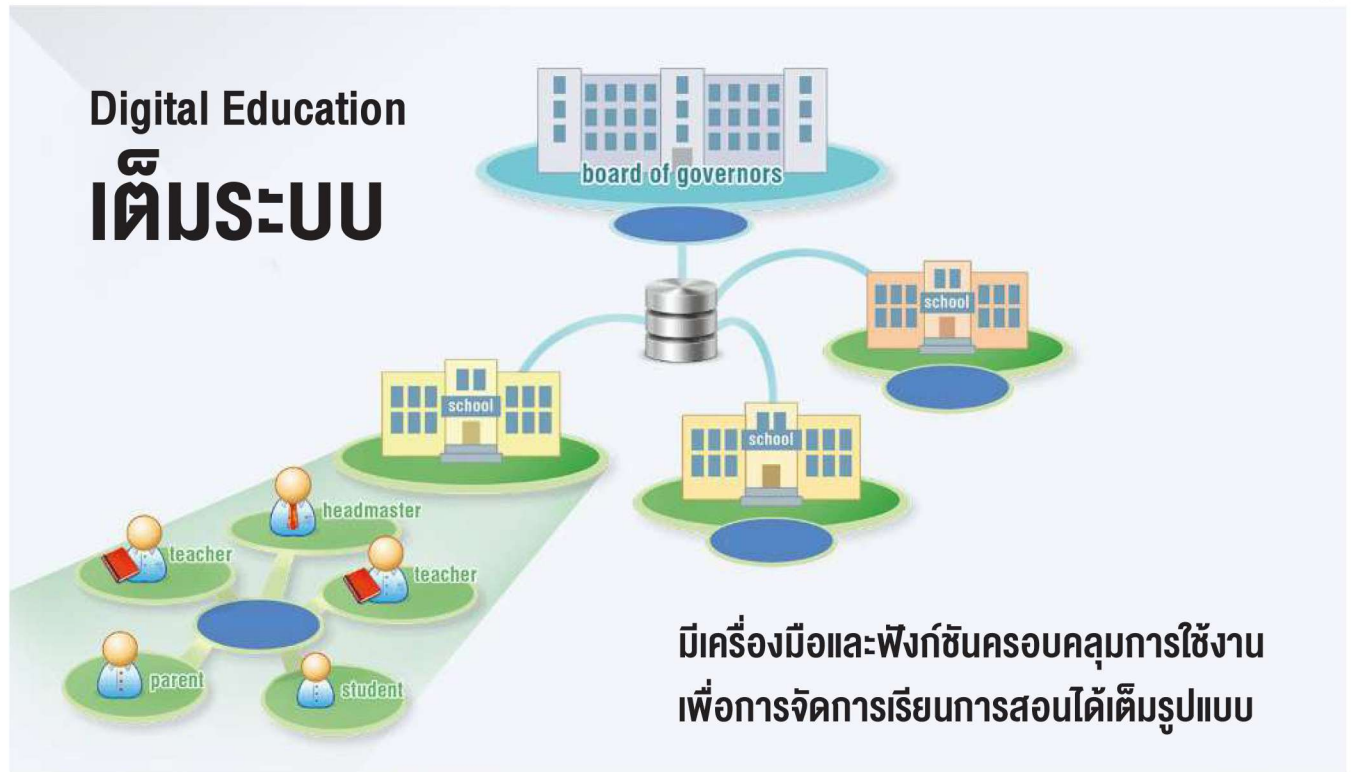 Digital Education
เต็มระบบ
board of governors
school
school
school
headmaster
teacher
teacher
parent
student
มีเครื่องมือและฟังก์ชันครอบคลุมการใช้งาน
เพื่อการจัดการเรียนการสอนได้เต็มรูปแบบ